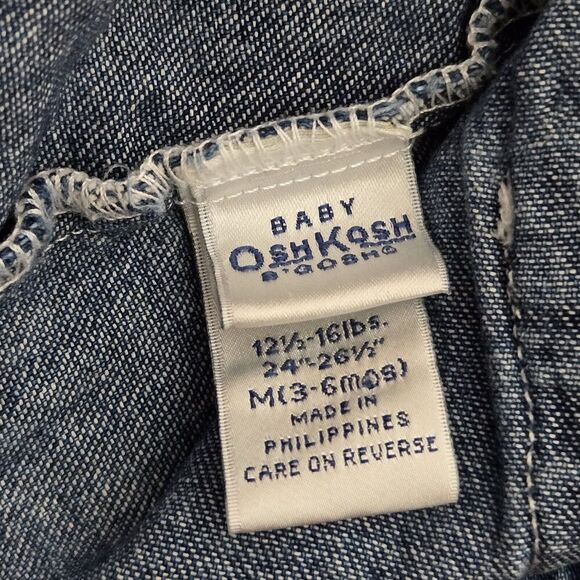 BABY
OSHKOSH
B'GOSH®
12½-16lbs.
24"-26½"
M(3-6mos)
MADE IN
PHILIPPINES
CARE ON REVERSE